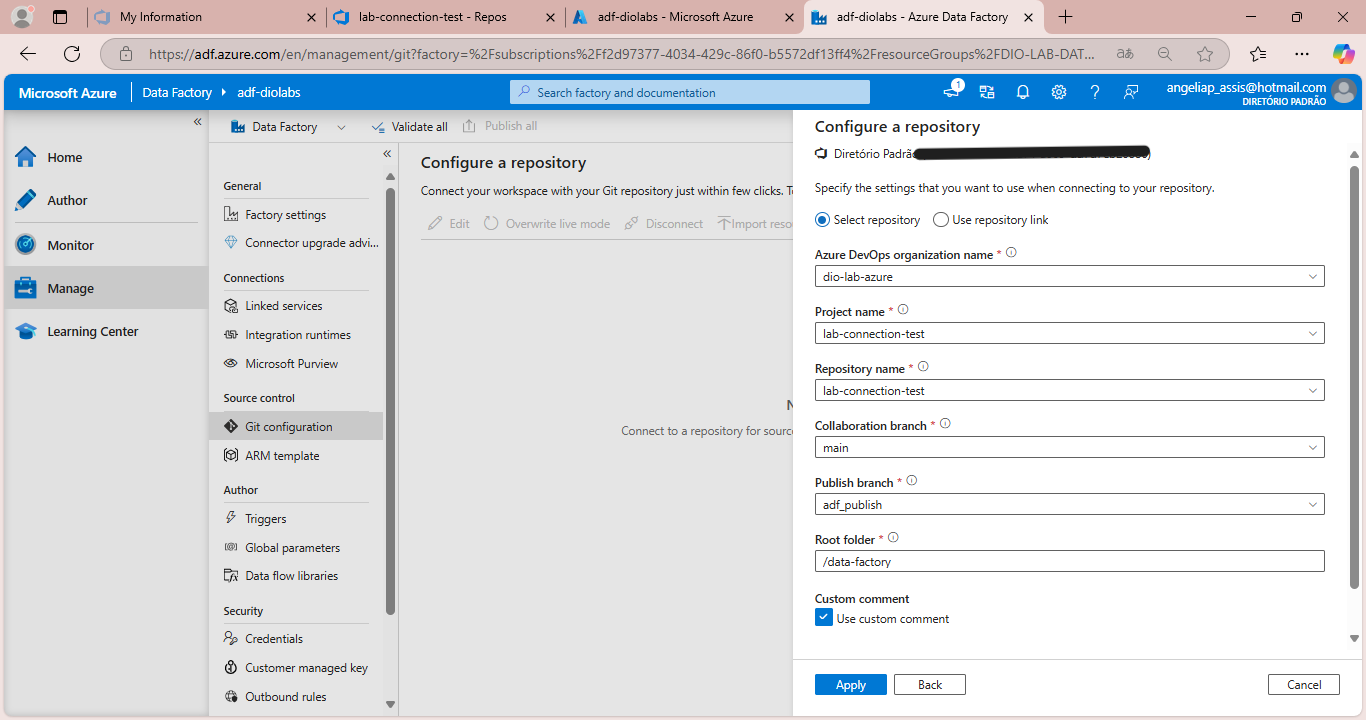 My Information
lab-connection-test - Repos
adf-diolabs - Microsoft Azure
adf-diolabs - Azure Data Factory
https://adf.azure.com/en/management/git?factory=%2Fsubscriptions%2Ff2d97377-4034-429c-86f0-b5572df13ff4%2FresourceGroups%2FDIO-LAB-DAT...
aあ
Microsoft Azure
Data Factory
adf-diolabs
Search factory and documentation
1
angeliap_assis@hotmail.com
DIRETÓRIO PADRÃO
Home
Author
Monitor
Manage
Learning Center
Data Factory
Validate all
Publish all
General
Factory settings
Connector upgrade advi...
Connections
Linked services
Integration runtimes
Microsoft Purview
Source control
Git configuration
ARM template
Author
Triggers
Global parameters
Data flow libraries
Security
Credentials
Customer managed key
Outbound rules
Configure a repository
Connect your workspace with your Git repository just within few clicks.
Edit
Overwrite live mode
Disconnect
Import reso
Connect to a repository for source
Configure a repository
Diretório Padrão
Specify the settings that you want to use when connecting to your repository.
Select repository
Use repository link
Azure DevOps organization name *
dio-lab-azure
Project name *
lab-connection-test
Repository name *
lab-connection-test
Collaboration branch *
main
Publish branch *
adf_publish
Root folder *
/data-factory
Custom comment
Use custom comment
Apply
Back
Cancel